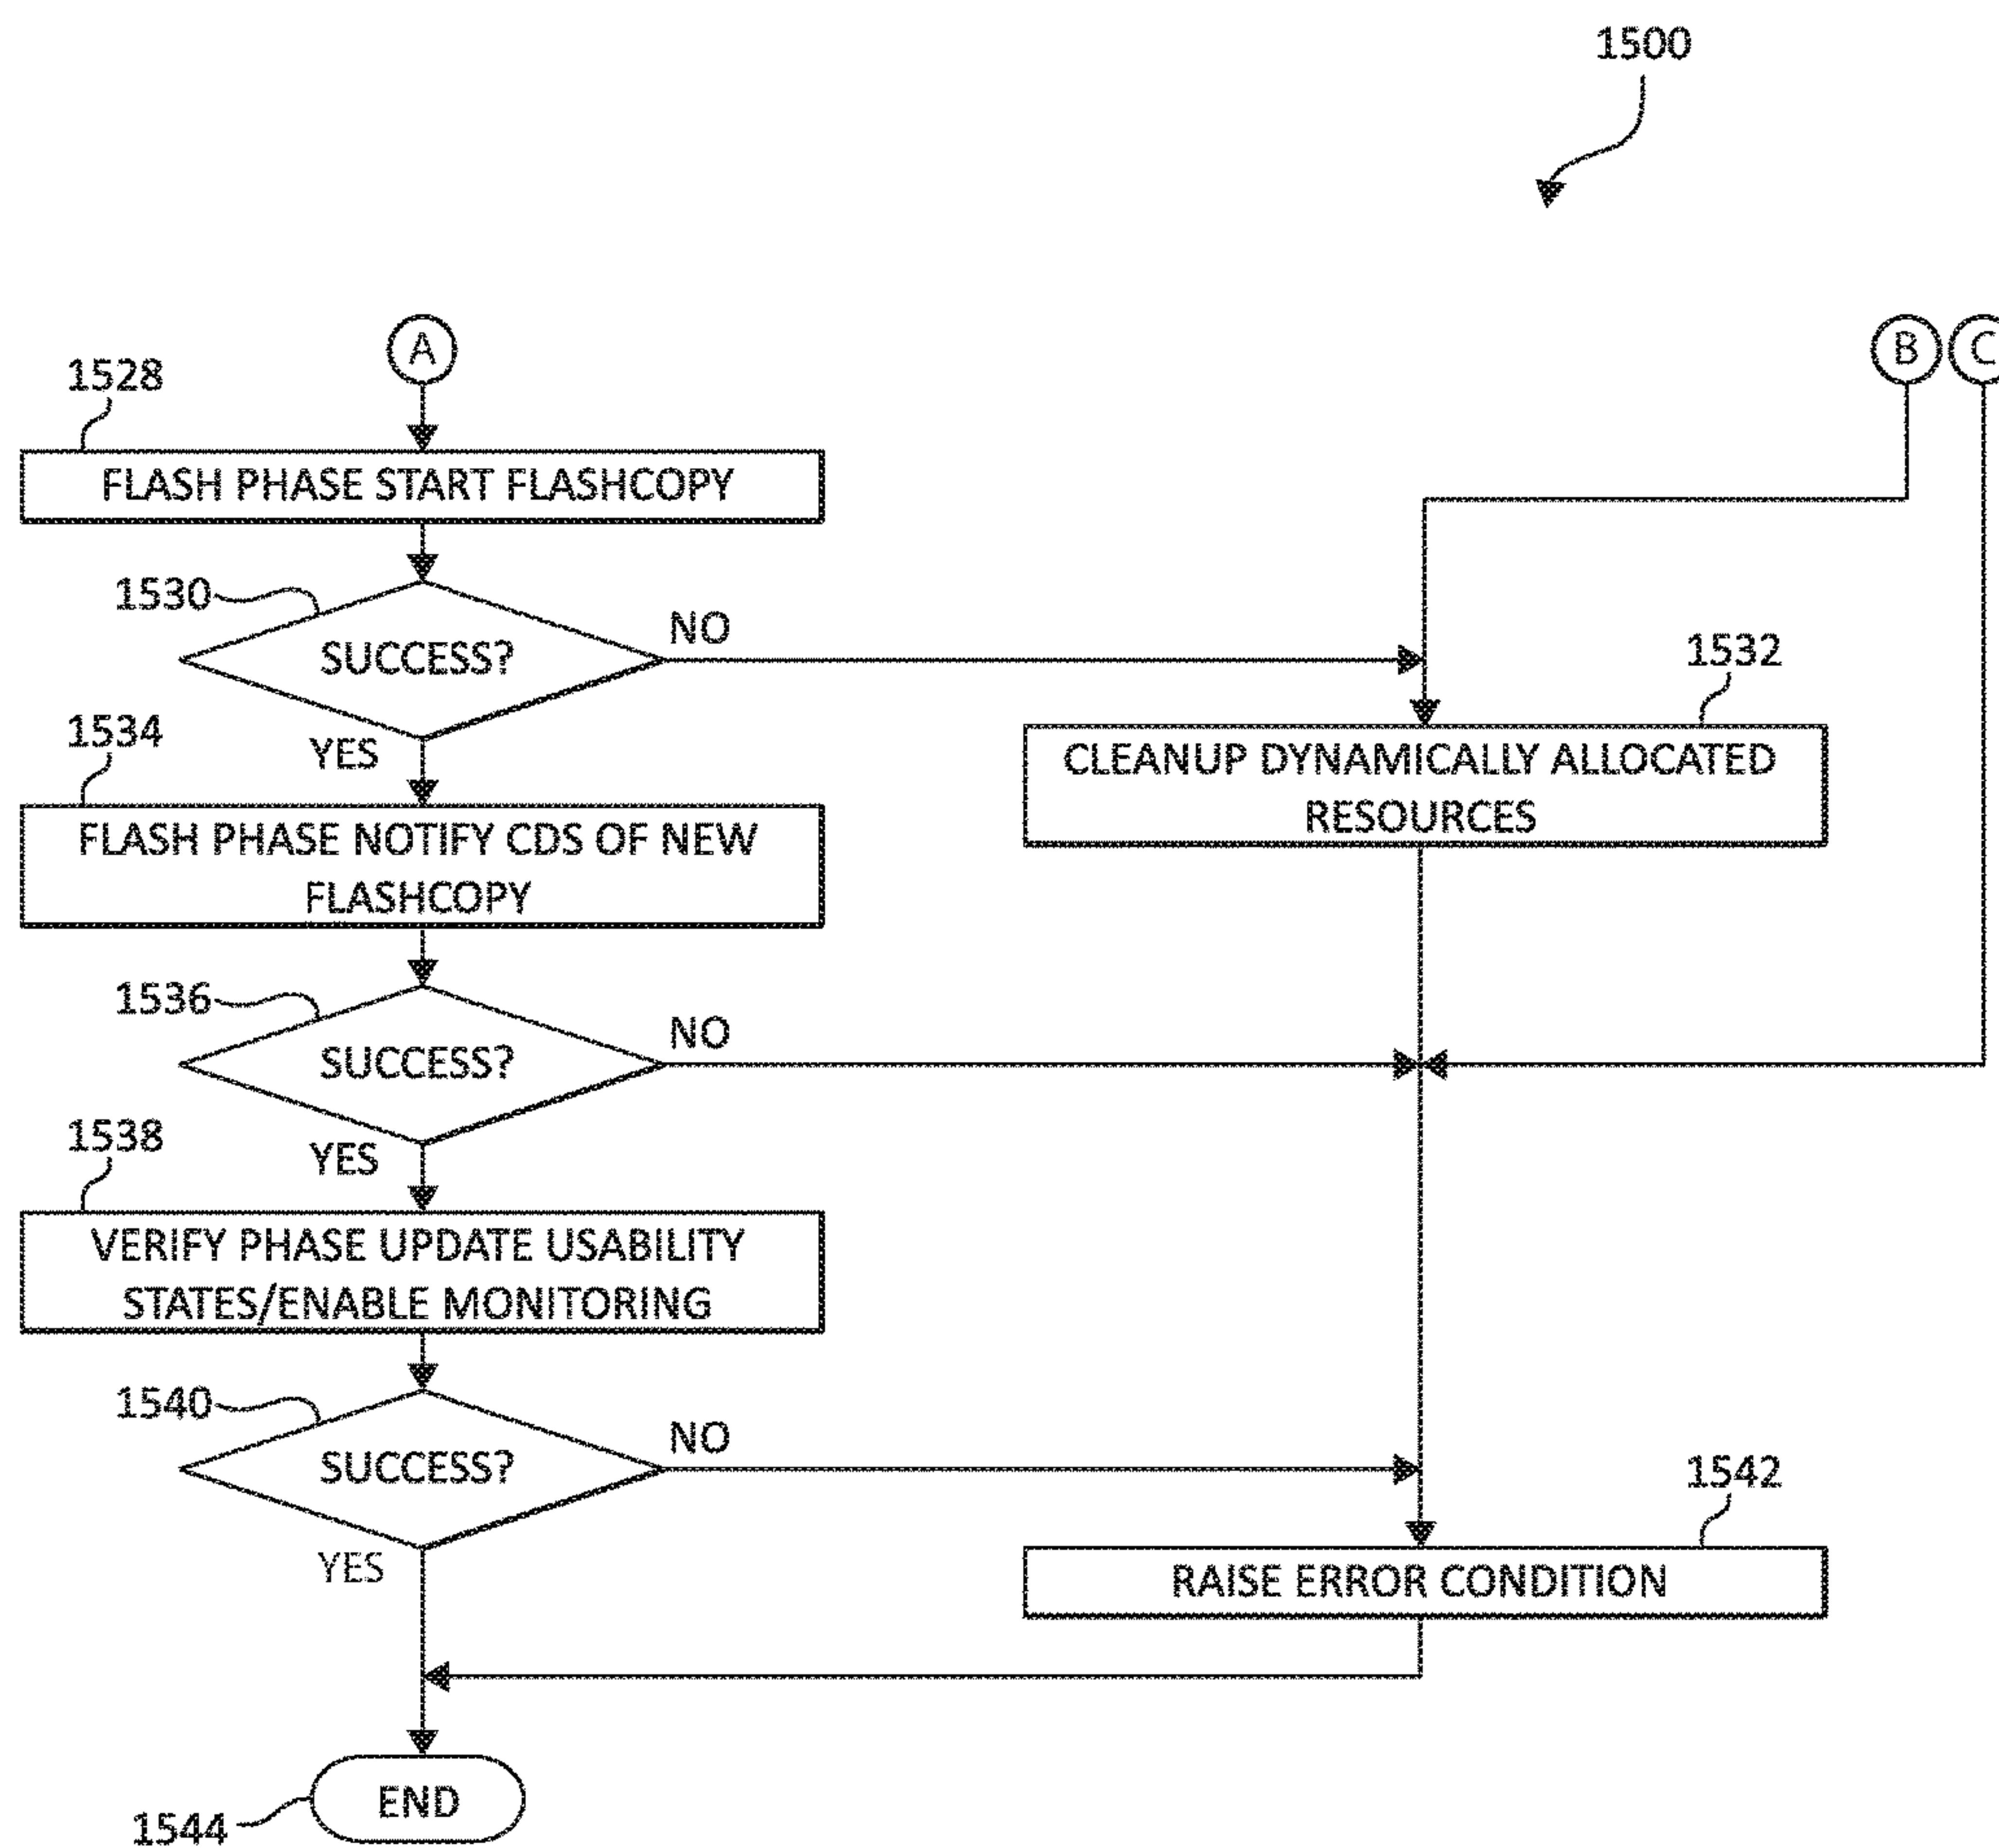 1500
A
B
C
1528
FLASH PHASE START FLASHCOPY
1530
SUCCESS?
NO
YES
1532
CLEANUP DYNAMICALLY ALLOCATED
RESOURCES
1534
FLASH PHASE NOTIFY CDS OF NEW
FLASHCOPY
1536
SUCCESS?
NO
YES
1538
VERIFY PHASE UPDATE USABILITY
STATES/ENABLE MONITORING
1540
SUCCESS?
NO
YES
1542
RAISE ERROR CONDITION
END
1544